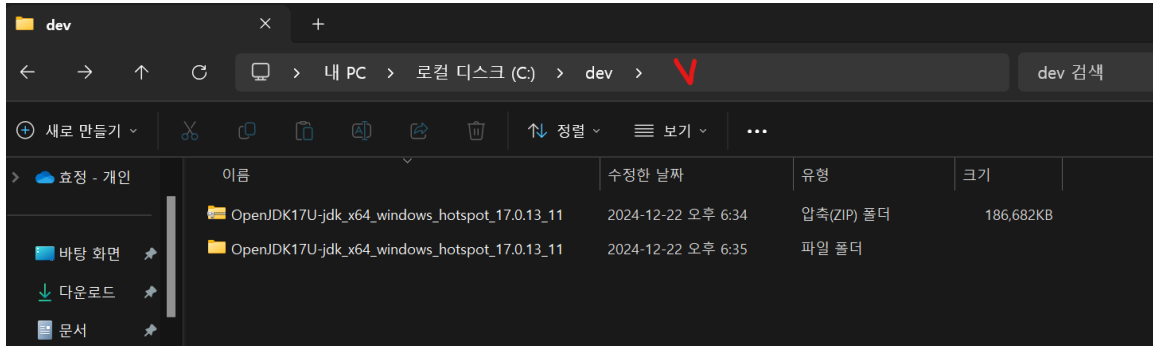 dev
내 PC > 로컬 디스크 (C:) > dev > V
dev 검색
새로 만들기
정렬
보기
효정 - 개인
이름 수정한 날짜 유형 크기
OpenJDK17U-jdk_x64_windows_hotspot_17.0.13_11 2024-12-22 오후 6:34 압축(ZIP) 폴더 186,682KB
OpenJDK17U-jdk_x64_windows_hotspot_17.0.13_11 2024-12-22 오후 6:35 파일 폴더
바탕 화면
다운로드
문서